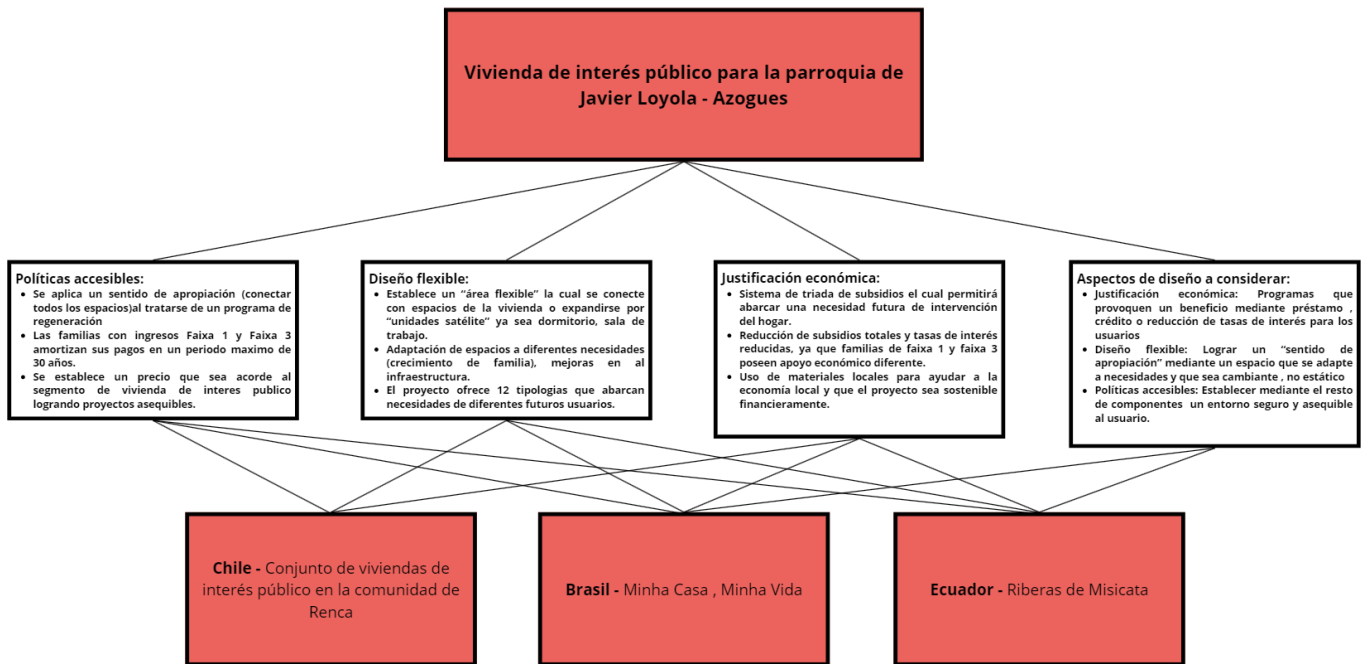 Vivienda de interés público para la parroquia de
Javier Loyola - Azogues
Políticas accesibles:
• Se aplica un sentido de apropiación (conectar
todos los espacios)al tratarse de un programa de
regeneración
• Las familias con ingresos Faixa 1 y Faixa 3
amortizan sus pagos en un periodo maximo de
30 años.
• Se establece un precio que sea acorde al
segmento de vivienda de interes publico
logrando proyectos asequibles.
Diseño flexible:
• Establece un “área flexible” la cual se conecte
con espacios de la vivienda o expandirse por
“unidades satélite” ya sea dormitorio, sala de
trabajo.
• Adaptación de espacios a diferentes necesidades
(crecimiento de familia), mejoras en al
infraestructura.
• El proyecto ofrece 12 tipologias que abarcan
necesidades de diferentes futuros usuarios.
Justificación económica:
• Sistema de triada de subsidios el cual permitirá
abarcar una necesidad futura de intervención
del hogar.
• Reducción de subsidios totales y tasas de interés
reducidas, ya que familias de faixa 1 y faixa 3
poseen apoyo económico diferente.
• Uso de materiales locales para ayudar a la
economía local y que el proyecto sea sostenible
financieramente.
Aspectos de diseño a considerar:
• Justificación económica: Programas que
provoquen un beneficio mediante préstamo ,
crédito o reducción de tasas de interés para los
usuarios
• Diseño flexible: Lograr un “sentido de
apropiación” mediante un espacio que se adapte
a necesidades y que sea cambiante , no estático
• Políticas accesibles: Establecer mediante el resto
de componentes un entorno seguro y asequible
al usuario.
Chile - Conjunto de viviendas de
interés público en la comunidad de
Renca
Brasil - Minha Casa , Minha Vida
Ecuador - Riberas de Misicata